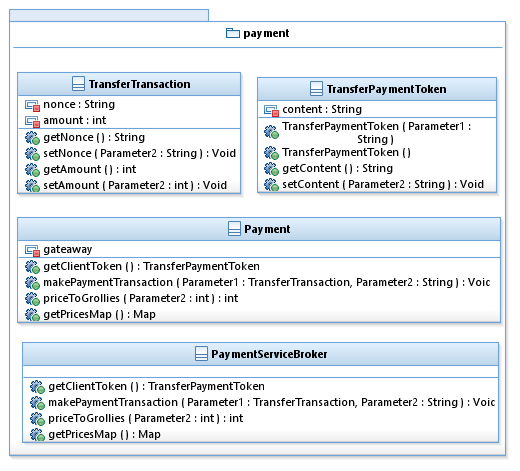 payment
TransferTransaction
nonce : String
amount : int
getNonce ( ) : String
setNonce ( Parameter2 : String ) : Void
getAmount ( ) : int
setAmount ( Parameter2 : int ) : Void
TransferPaymentToken
content : String
TransferPaymentToken ( Parameter1 :
String )
TransferPaymentToken ( )
getContent ( ) : String
setContent ( Parameter2 : String ) : Void
Payment
gateaway
getClientToken ( ) : TransferPaymentToken
makePaymentTransaction ( Parameter1 : TransferTransaction, Parameter2 : String ) : Voic
priceToGrollies ( Parameter2 : int ) : int
getPricesMap ( ) : Map
PaymentServiceBroker
getClientToken ( ) : TransferPaymentToken
makePaymentTransaction ( Parameter1 : TransferTransaction, Parameter2 : String ) : Voic
priceToGrollies ( Parameter2 : int ) : int
getPricesMap ( ) : Map